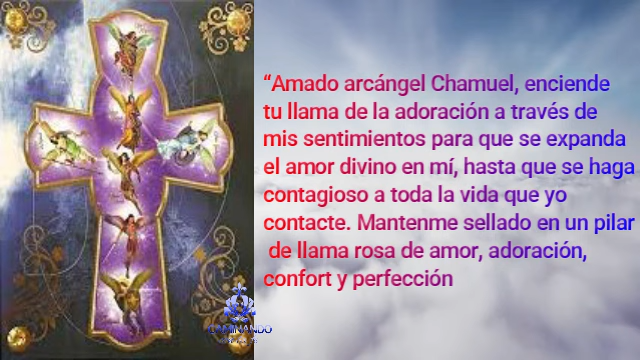 “Amado arcángel Chamuel, enciende
tu llama de la adoración a través de
mis sentimientos para que se expanda
el amor divino en mí, hasta que se haga
contagioso a toda la vida que yo
contacte. Mantenme sellado en un pilar
de llama rosa de amor, adoración,
confort y perfección
CAMINANDO